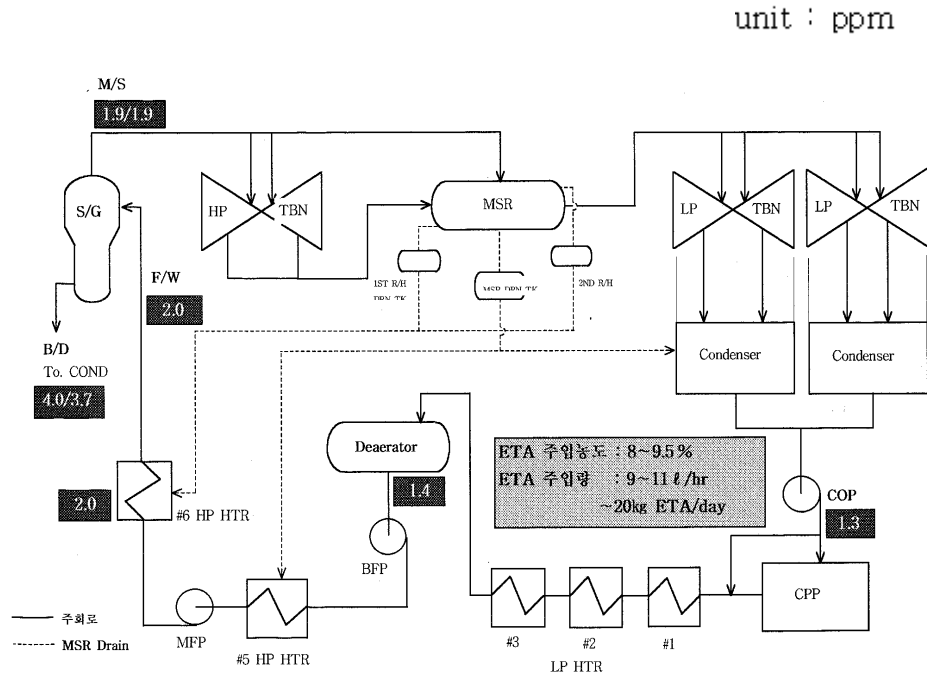 unit : ppm
M/S
1.9/1.9
S/G
HP TBN
MSR
LP TBN
LP TBN
1ST R/H
2ND R/H
MSR DRN TK
F/W
2.0
B/D
To. COND
4.0/3.7
Condenser
Condenser
Deaerator
1.4
ETA 주입농도 : 8~9.5%
ETA 주입량 : 9~11ℓ/hr
~20kg ETA/day
COP
1.3
2.0
#6 HP HTR
BFP
CPP
MFP
#5 HP HTR
#3
#2
#1
LP HTR
주회로
MSR Drain